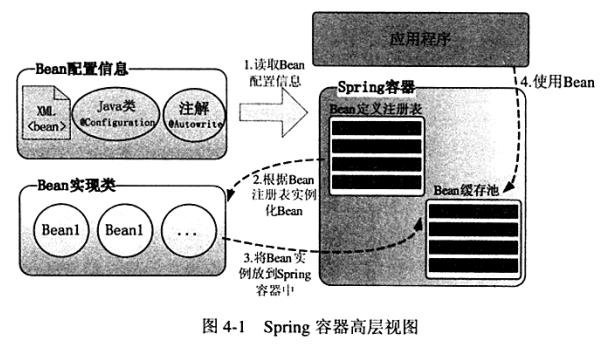 应用程序
Bean配置信息
XML
<bean>
Java类
@Configuration
注解
@Autowrite
1.读取Bean
配置信息
Spring容器
Bean定义注册表
4.使用Bean
Bean实现类
Bean1
Bean1
...
2.根据Bean
注册表实例
化Bean
Bean缓存池
3.将Bean实
例放到Spring
容器中
图 4-1 Spring 容器高层视图